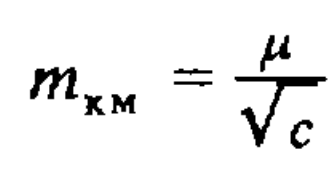 m_км = μ/√c